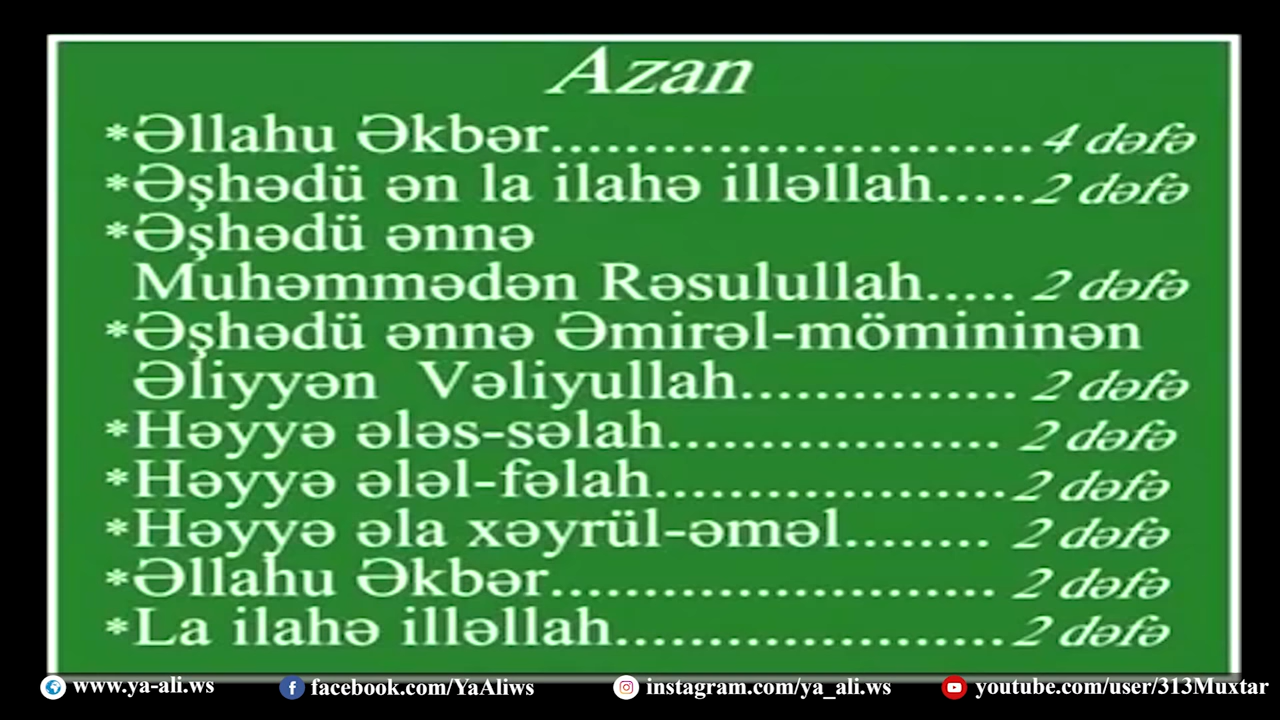 Azan
*Əllahu Əkbər..........................4 dəfə
*Əşhədü ən la ilahə illəllah.....2 dəfə
*Əşhədü ənnə
Muhəmmədən Rəsulullah..... 2 dəfə
*Əşhədü ənnə Əmirəl-mömininən
Əliyyən Vəliyullah............... 2 dəfə
*Həyyə ələs-səlah.................. 2 dəfə
*Həyyə ələl-fəlah...................2 dəfə
*Həyyə əla xəyrül-əməl........ 2 dəfə
*Əllahu Əkbər........................ 2 dəfə
*La ilahə illəllah.....................2 dəfə
www.ya-ali.ws facebook.com/YaAliws instagram.com/ya_ali.ws youtube.com/user/313Muxtar